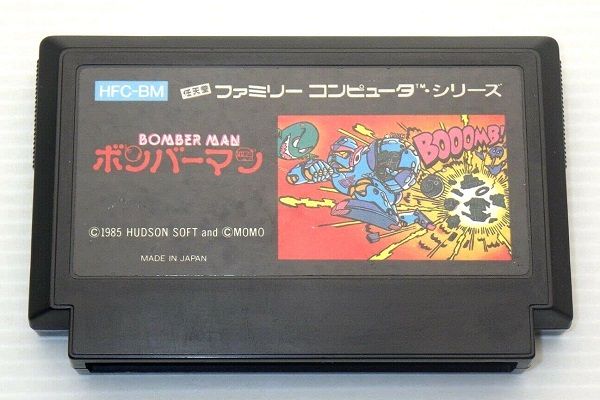 HFC-BM 任天堂 ファミリー コンピュータ™・シリーズ
BOMBER MAN
ボンバーマン
BOOOMB!
©1985 HUDSON SOFT and ©MOMO
MADE IN JAPAN